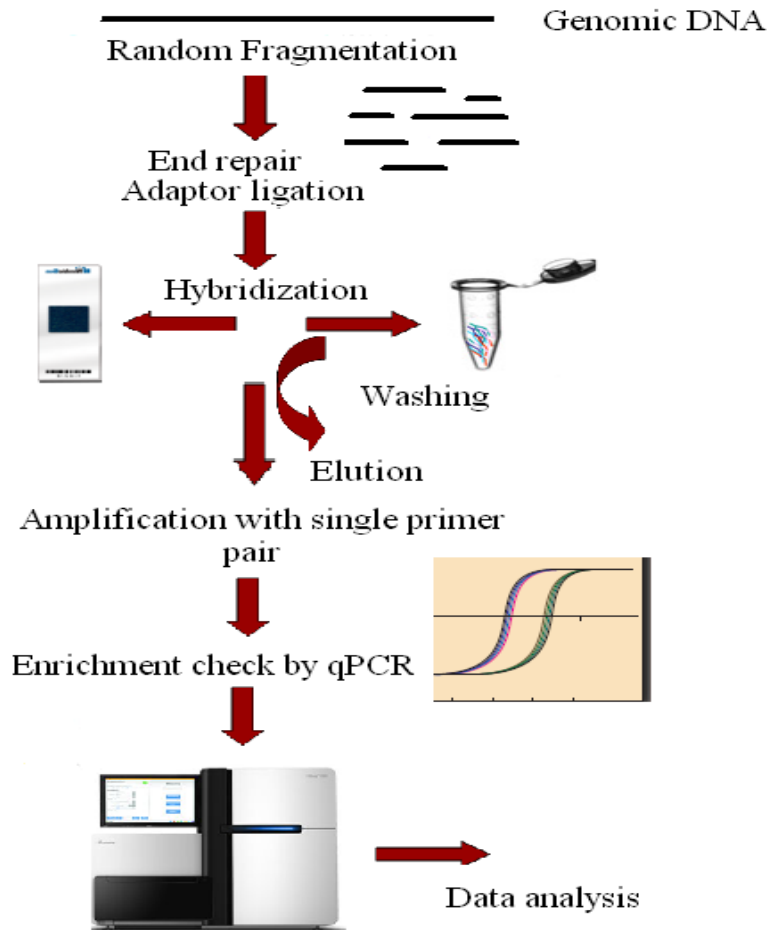 Genomic DNA
Random Fragmentation
End repair
Adaptor ligation
Hybridization
Washing
Elution
Amplification with single primer
pair
Enrichment check by qPCR
Data analysis